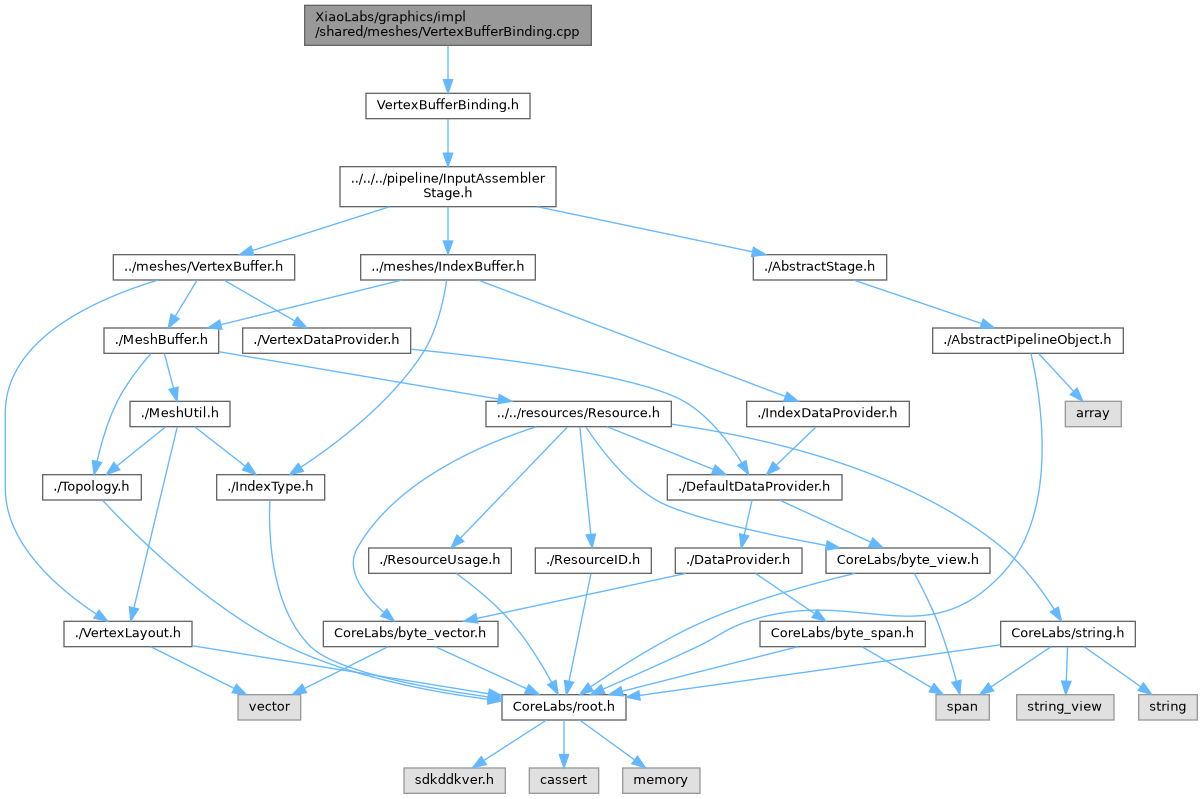 XiaoLabs/graphics/impl
/shared/meshes/VertexBufferBinding.cpp
VertexBufferBinding.h
../../../pipeline/InputAssembler
Stage.h
../meshes/VertexBuffer.h
../meshes/IndexBuffer.h
./AbstractStage.h
./MeshBuffer.h
./VertexDataProvider.h
./AbstractPipelineObject.h
./MeshUtil.h
../../resources/Resource.h
./IndexDataProvider.h
array
./Topology.h
./IndexType.h
./DefaultDataProvider.h
./ResourceUsage.h
./ResourceID.h
./DataProvider.h
CoreLabs/byte_view.h
./VertexLayout.h
CoreLabs/byte_vector.h
CoreLabs/byte_span.h
CoreLabs/string.h
vector
CoreLabs/root.h
span
string_view
string
sdkddkver.h
cassert
memory